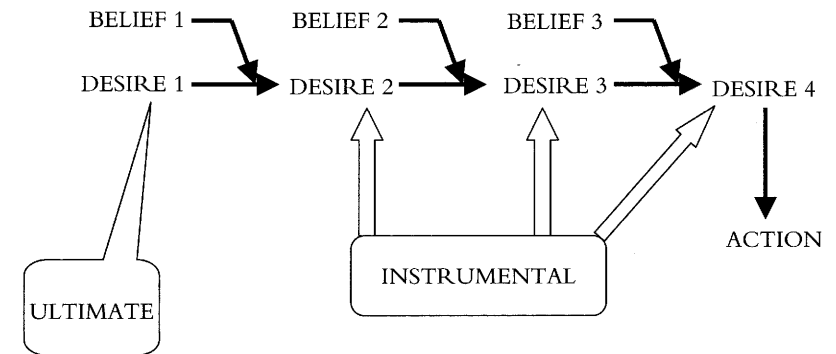 BELIEF 1 BELIEF 2 BELIEF 3
DESIRE 1 DESIRE 2 DESIRE 3 DESIRE 4
ACTION
INSTRUMENTAL
ULTIMATE